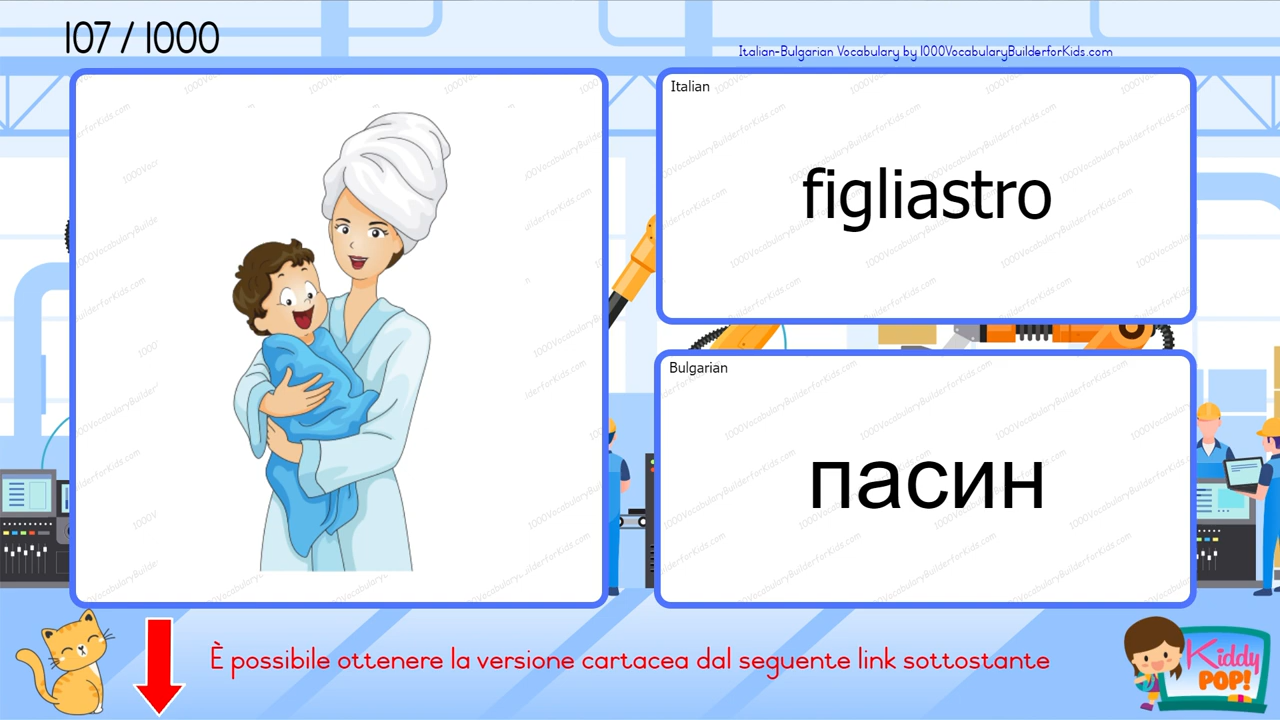 107 / 1000
Italian-Bulgarian Vocabulary by 1000VocabularyBuilderforKids.com
Italian
figliastro
Bulgarian
пасин
È possibile ottenere la versione cartacea dal seguente link sottostante
Kiddy
POP!